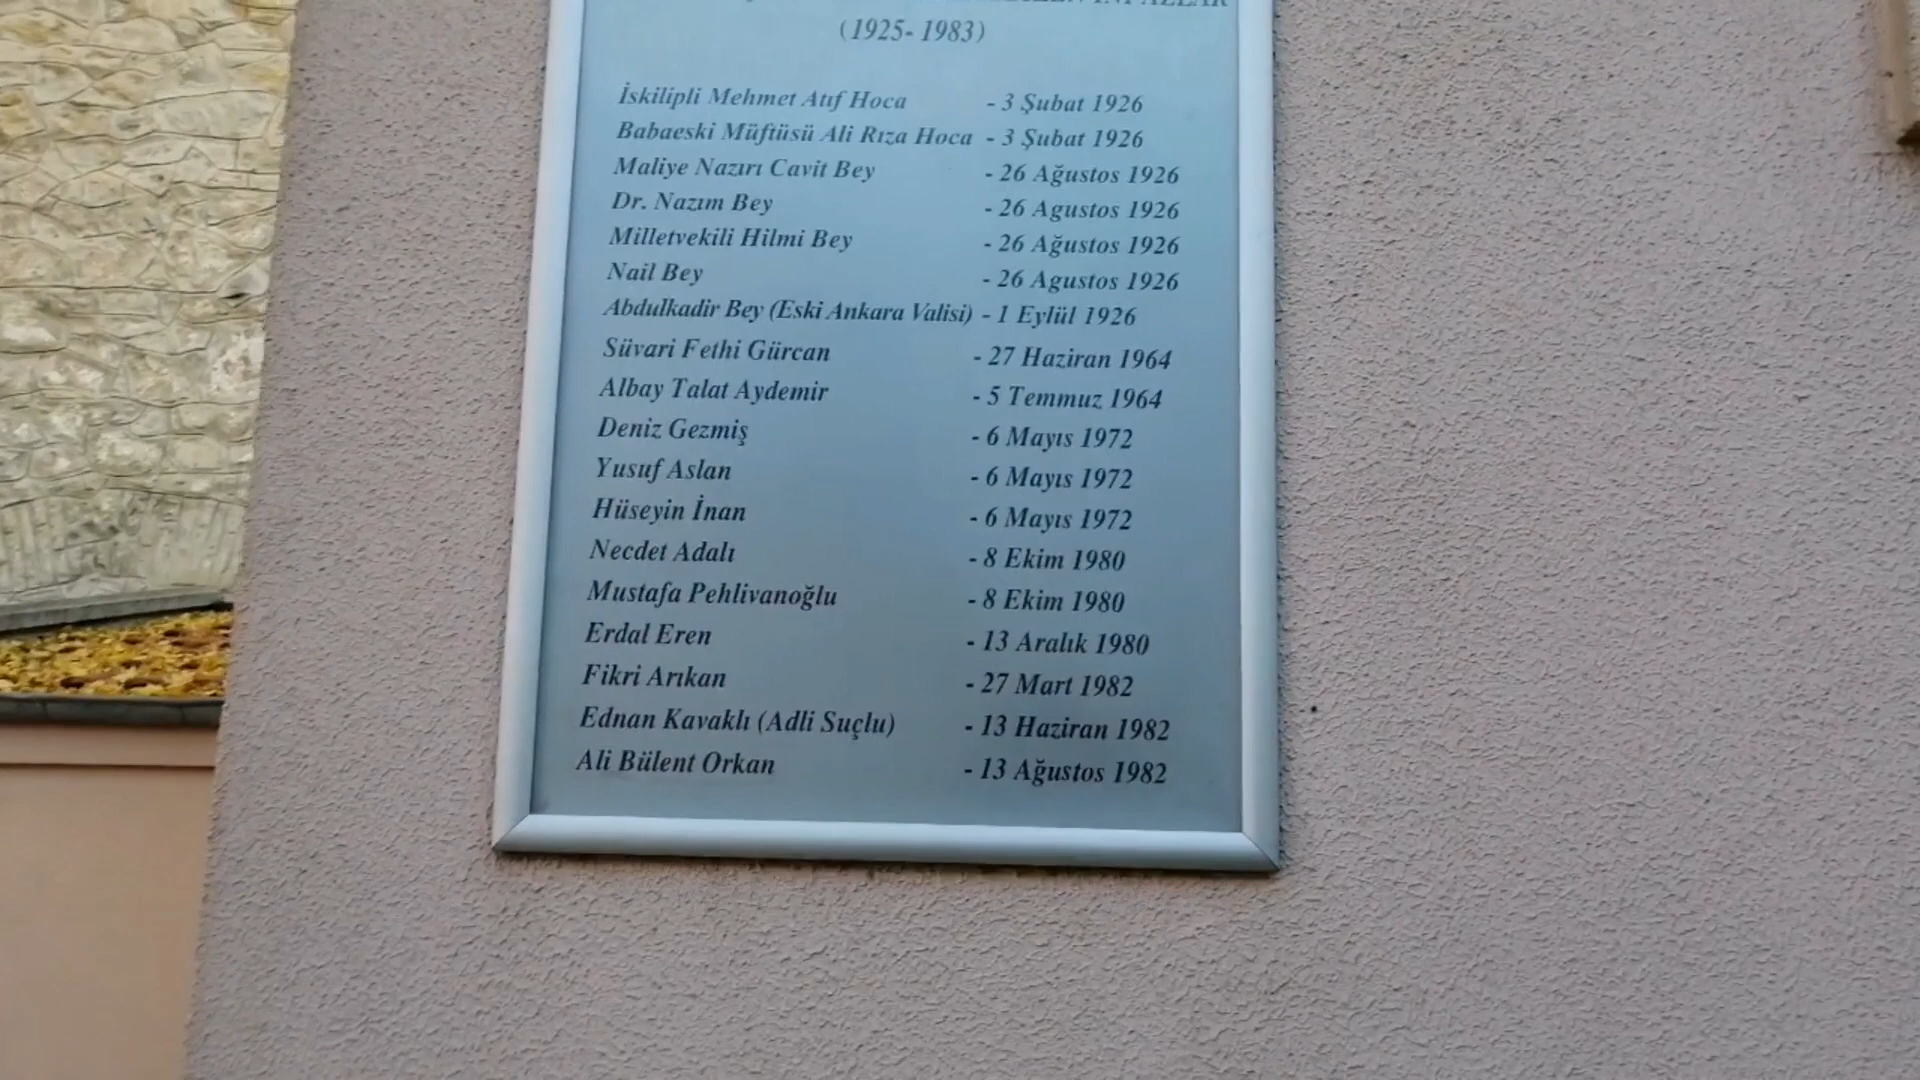 (1925- 1983)
İskilipli Mehmet Atıf Hoca - 3 Şubat 1926
Babaeski Müftüsü Ali Rıza Hoca - 3 Şubat 1926
Maliye Nazırı Cavit Bey - 26 Ağustos 1926
Dr. Nazım Bey - 26 Agustos 1926
Milletvekili Hilmi Bey - 26 Ağustos 1926
Nail Bey - 26 Agustos 1926
Abdulkadir Bey (Eski Ankara Valisi) - 1 Eylül 1926
Süvari Fethi Gürcan - 27 Haziran 1964
Albay Talat Aydemir - 5 Temmuz 1964
Deniz Gezmiş - 6 Mayıs 1972
Yusuf Aslan - 6 Mayıs 1972
Hüseyin İnan - 6 Mayıs 1972
Necdet Adalı - 8 Ekim 1980
Mustafa Pehlivanoğlu - 8 Ekim 1980
Erdal Eren - 13 Aralık 1980
Fikri Arıkan - 27 Mart 1982
Ednan Kavaklı (Adli Suçlu) - 13 Haziran 1982
Ali Bülent Orkan - 13 Ağustos 1982